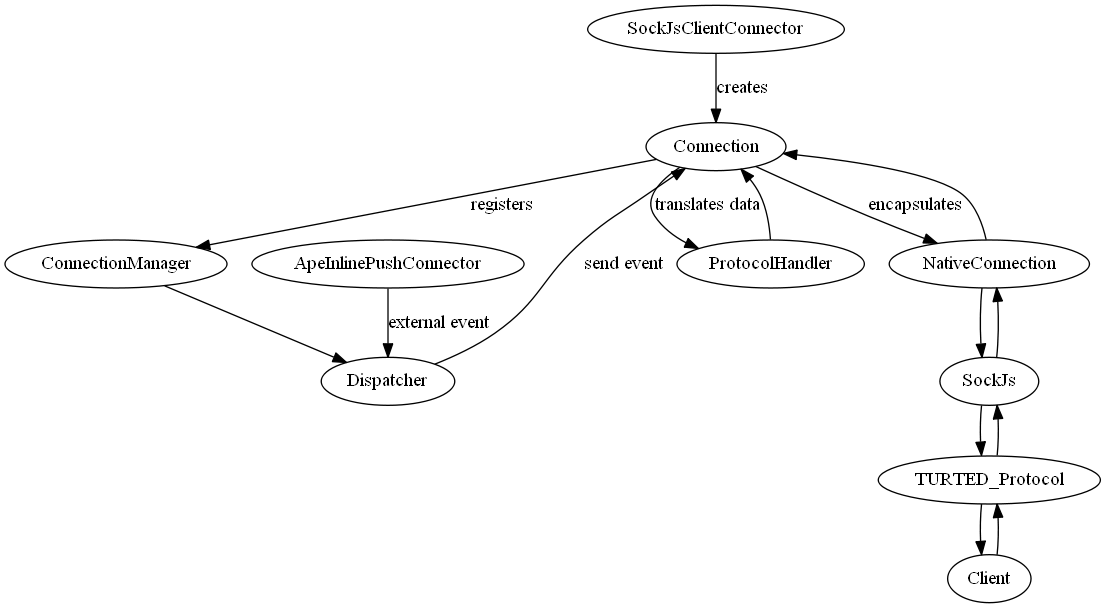 SockJsClientConnector
creates
Connection
registers
translates data
encapsulates
ConnectionManager
ApeInlinePushConnector
send event
ProtocolHandler
NativeConnection
external event
Dispatcher
SockJs
TURTED_Protocol
Client